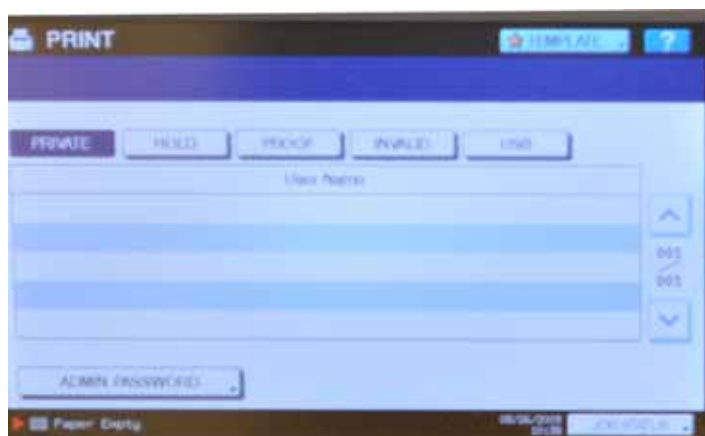 PRINT
TEMPLATE
?
PRIVATE
HOLD
PROOF
INVALID
USB
User Name
001
001
ADMIN PASSWORD
Paper Empty
JOB STATUS